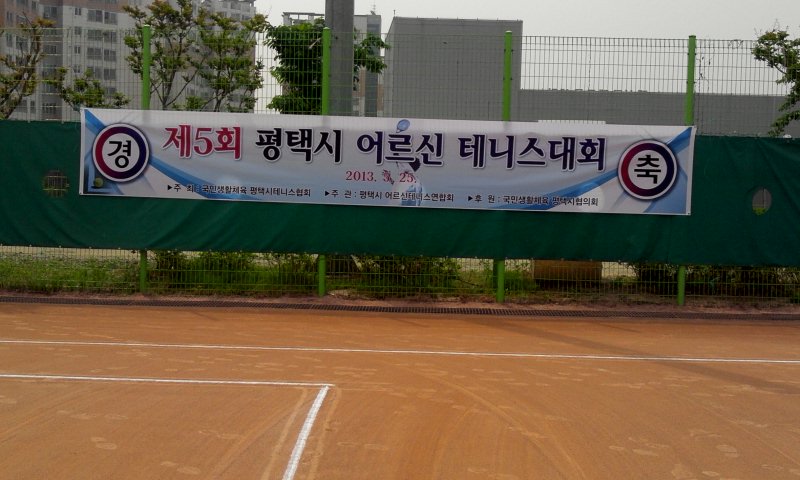 경 제5회 평택시 어르신 테니스대회 축
2013. 5. 25.
▶주 최 : 국민생활체육 평택시테니스협회 ▶주 관 : 평택시 어르신테니스연합회 ▶후 원 : 국민생활체육 평택시협의회